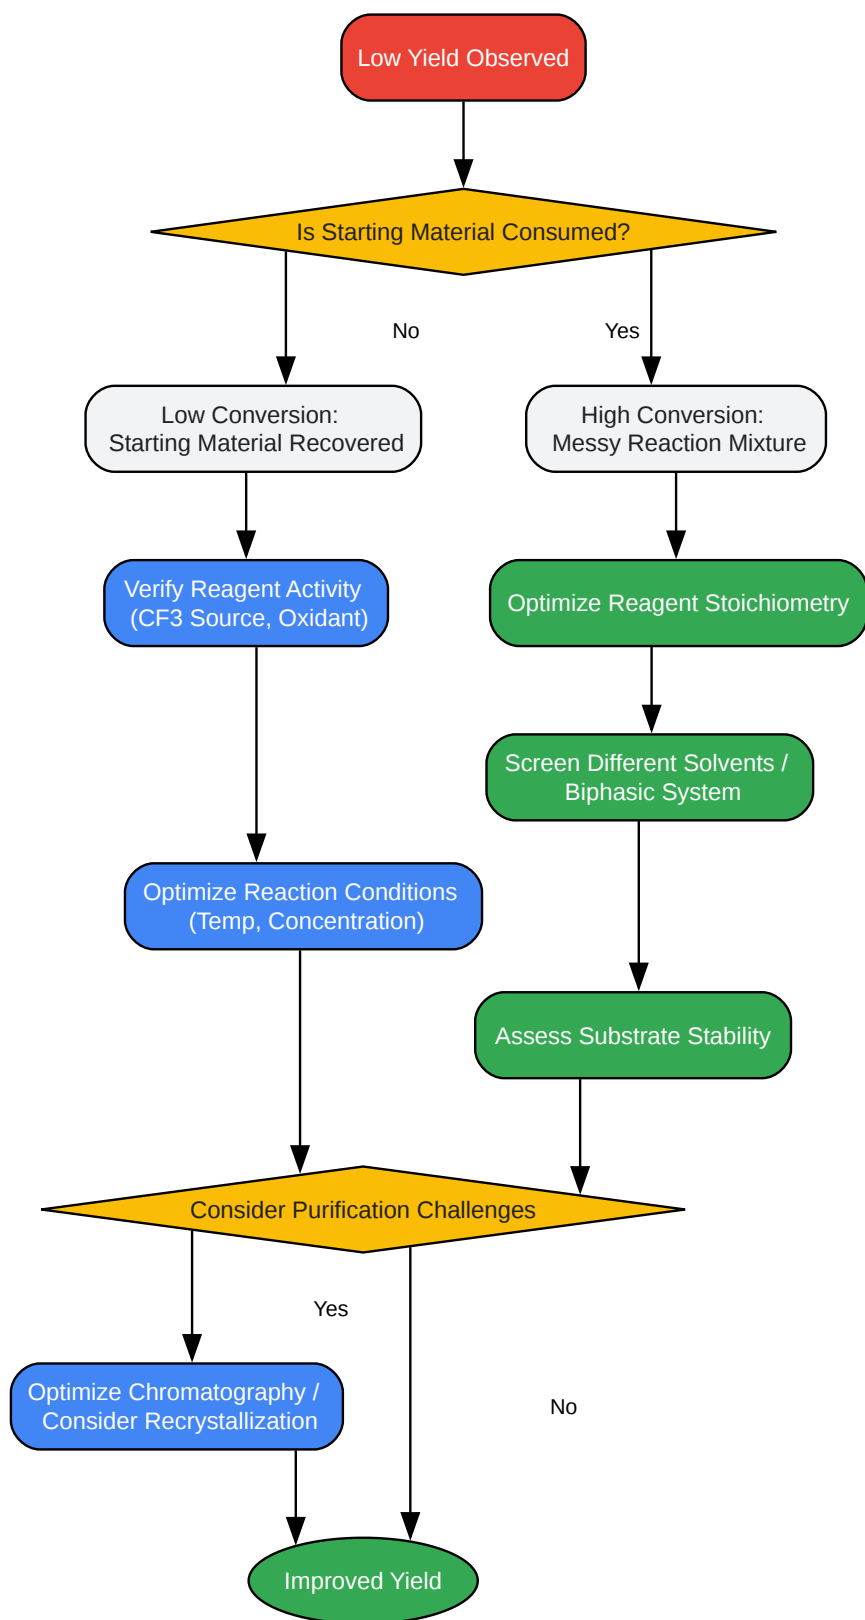 Low Yield Observed
Is Starting Material Consumed?
No
Yes
Low Conversion:
Starting Material Recovered
High Conversion:
Messy Reaction Mixture
Verify Reagent Activity
(CF3 Source, Oxidant)
Optimize Reagent Stoichiometry
Screen Different Solvents /
Biphasic System
Optimize Reaction Conditions
(Temp, Concentration)
Assess Substrate Stability
Consider Purification Challenges
Yes
Optimize Chromatography /
Consider Recrystallization
No
Improved Yield